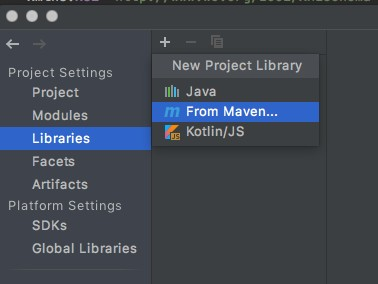 Project Settings
Project
Modules
Libraries
Facets
Artifacts
Platform Settings
SDKs
Global Libraries
New Project Library
Java
m From Maven...
JS Kotlin/JS